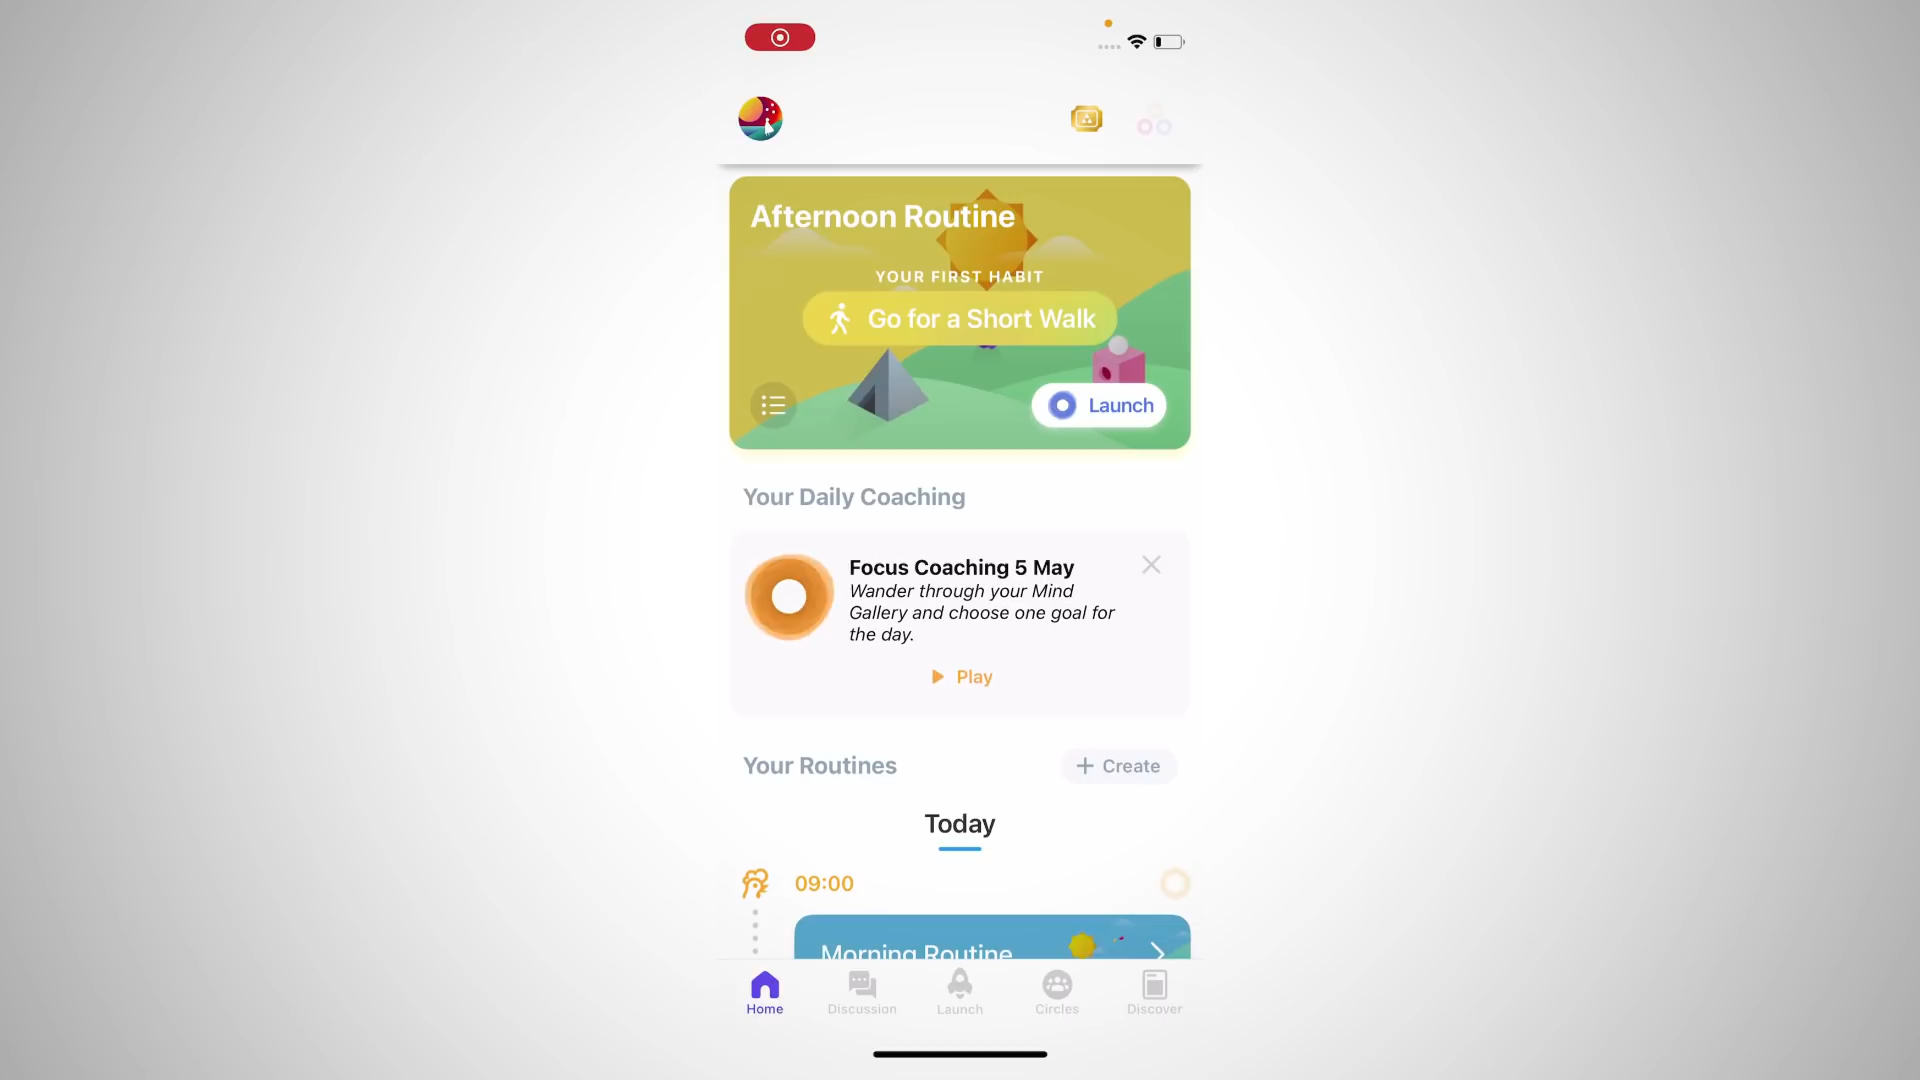 Afternoon Routine
YOUR FIRST HABIT
Go for a Short Walk
Launch
Your Daily Coaching
Focus Coaching 5 May
Wander through your Mind
Gallery and choose one goal for
the day.
Play
Your Routines
Create
Today
09:00
Morning Routine
Home
Discussion
Launch
Circles
Discover